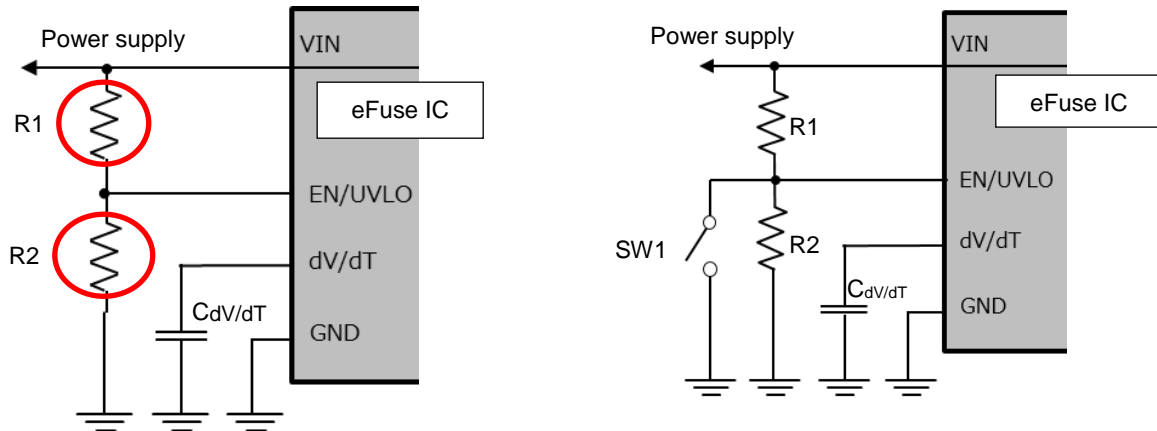 Power supply
VIN
eFuse IC
R1
EN/UVLO
R2
dV/dT
CdV/dT
GND
Power supply
VIN
eFuse IC
R1
EN/UVLO
SW1
R2
dV/dT
CdV/dT
GND